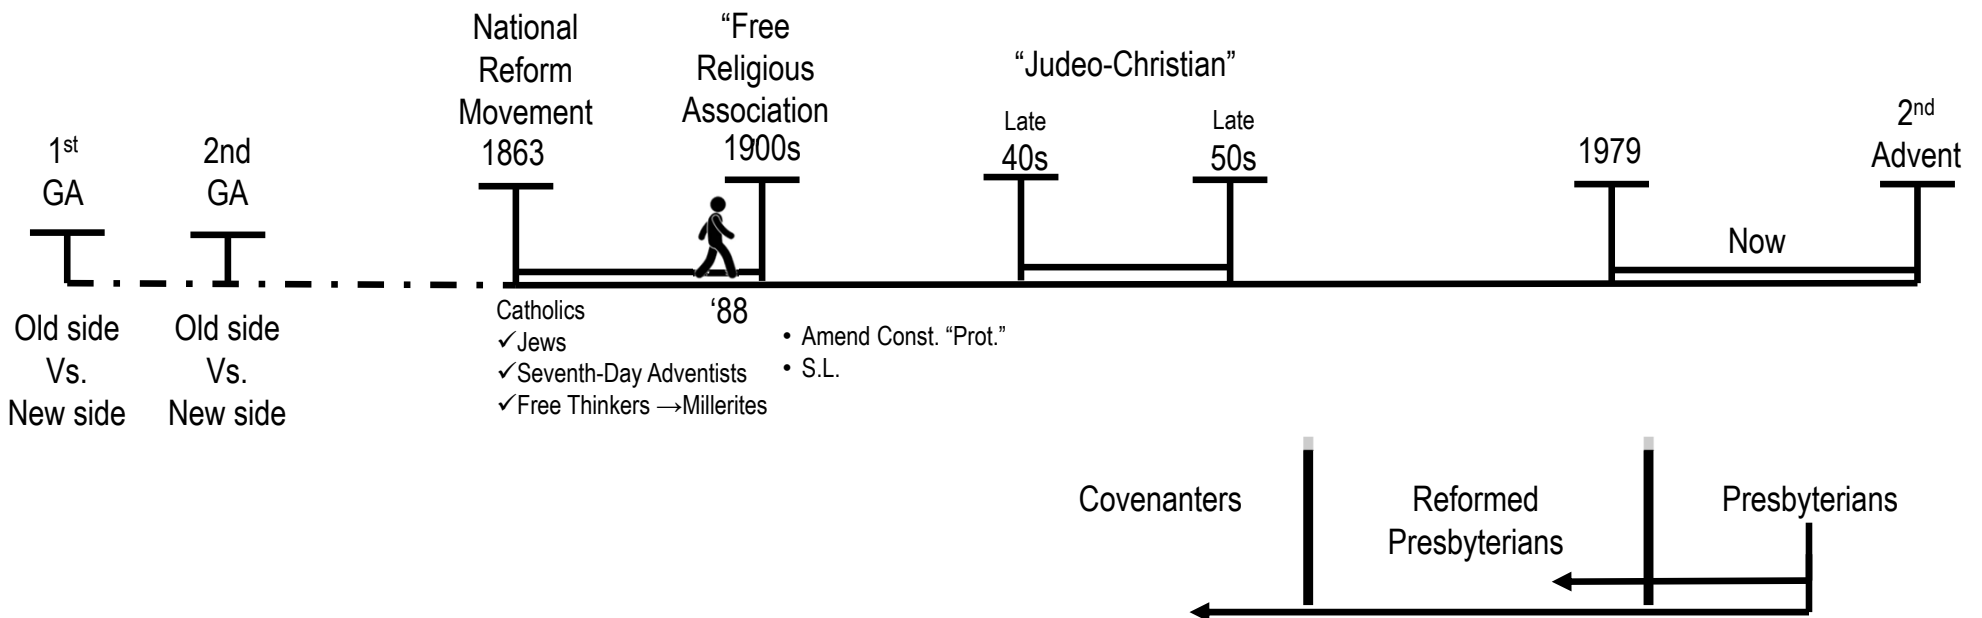 1st
GA
Old side
Vs.
New side
2nd
GA
Old side
Vs.
New side
National
Reform
Movement
1863
“Free
Religious
Association
1900s
Catholics
✓Jews
✓Seventh-Day Adventists
✓Free Thinkers →Millerites
‘88
• Amend Const. “Prot.”
• S.L.
“Judeo-Christian”
Late
40s
Late
50s
1979
Now
2nd
Advent
Covenanters
Reformed
Presbyterians
Presbyterians